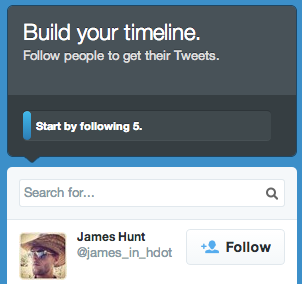 Build your timeline.
Follow people to get their Tweets.
Start by following 5.
Search for...
James Hunt
@james_in_hdot
Follow